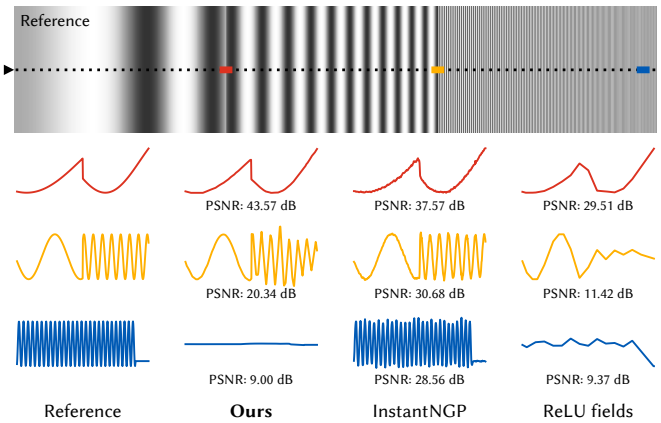 Reference
PSNR: 43.57 dB
PSNR: 37.57 dB
PSNR: 29.51 dB
PSNR: 20.34 dB
PSNR: 30.68 dB
PSNR: 11.42 dB
PSNR: 9.00 dB
PSNR: 28.56 dB
PSNR: 9.37 dB
Reference
Ours
InstantNGP
ReLU fields